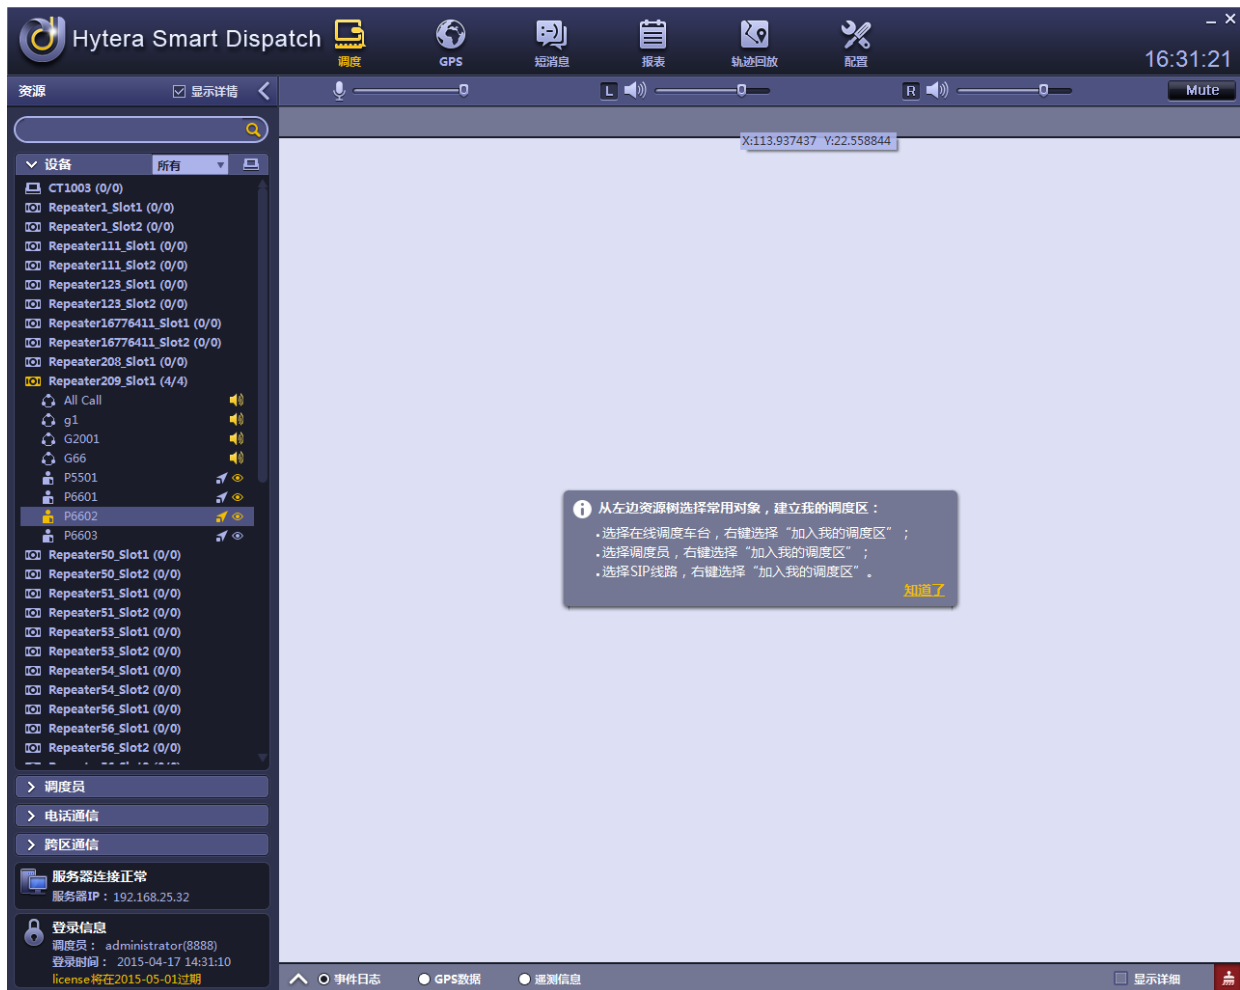 Hytera Smart Dispatch
调度
GPS
短消息
报表
轨迹回放
配置
16:31:21
资源
显示详情
L
R
Mute
X:113.937437 Y:22.558844
设备
所有
CT1003 (0/0)
Repeater1_Slot1 (0/0)
Repeater1_Slot2 (0/0)
Repeater111_Slot1 (0/0)
Repeater111_Slot2 (0/0)
Repeater123_Slot1 (0/0)
Repeater123_Slot2 (0/0)
Repeater16776411_Slot1 (0/0)
Repeater16776411_Slot2 (0/0)
Repeater208_Slot1 (0/0)
Repeater209_Slot1 (4/4)
All Call
g1
G2001
G66
P5501
P6601
P6602
P6603
Repeater50_Slot1 (0/0)
Repeater50_Slot2 (0/0)
Repeater51_Slot1 (0/0)
Repeater51_Slot2 (0/0)
Repeater53_Slot1 (0/0)
Repeater53_Slot2 (0/0)
Repeater54_Slot1 (0/0)
Repeater54_Slot2 (0/0)
Repeater56_Slot1 (0/0)
Repeater56_Slot1 (0/0)
Repeater56_Slot2 (0/0)
从左边资源树选择常用对象，建立我的调度区：
.选择在线调度车台，右键选择“加入我的调度区”；
.选择调度员，右键选择“加入我的调度区”；
.选择SIP线路，右键选择“加入我的调度区”。
知道了
调度员
电话通信
跨区通信
服务器连接正常
服务器IP：192.168.25.32
登录信息
调度员： administrator(8888)
登录时间： 2015-04-17 14:31:10
license将在2015-05-01过期
事件日志
GPS数据
遥测信息
显示详细